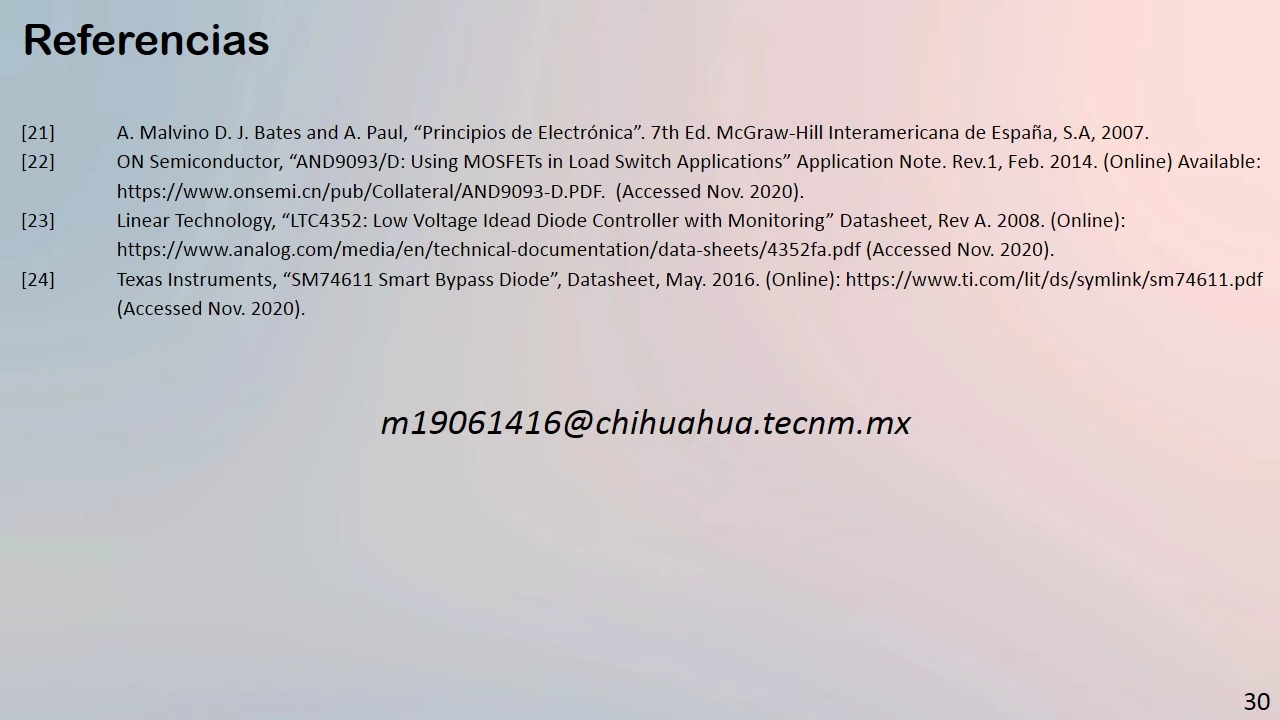 Referencias
[21] A. Malvino D. J. Bates and A. Paul, “Principios de Electrónica”. 7th Ed. McGraw-Hill Interamericana de España, S.A, 2007.
[22] ON Semiconductor, “AND9093/D: Using MOSFETs in Load Switch Applications” Application Note. Rev.1, Feb. 2014. (Online) Available:
https://www.onsemi.cn/pub/Collateral/AND9093-D.PDF. (Accessed Nov. 2020).
[23] Linear Technology, “LTC4352: Low Voltage Idead Diode Controller with Monitoring” Datasheet, Rev A. 2008. (Online):
https://www.analog.com/media/en/technical-documentation/data-sheets/4352fa.pdf (Accessed Nov. 2020).
[24] Texas Instruments, “SM74611 Smart Bypass Diode”, Datasheet, May. 2016. (Online): https://www.ti.com/lit/ds/symlink/sm74611.pdf
(Accessed Nov. 2020).
m19061416@chihuahua.tecnm.mx
30